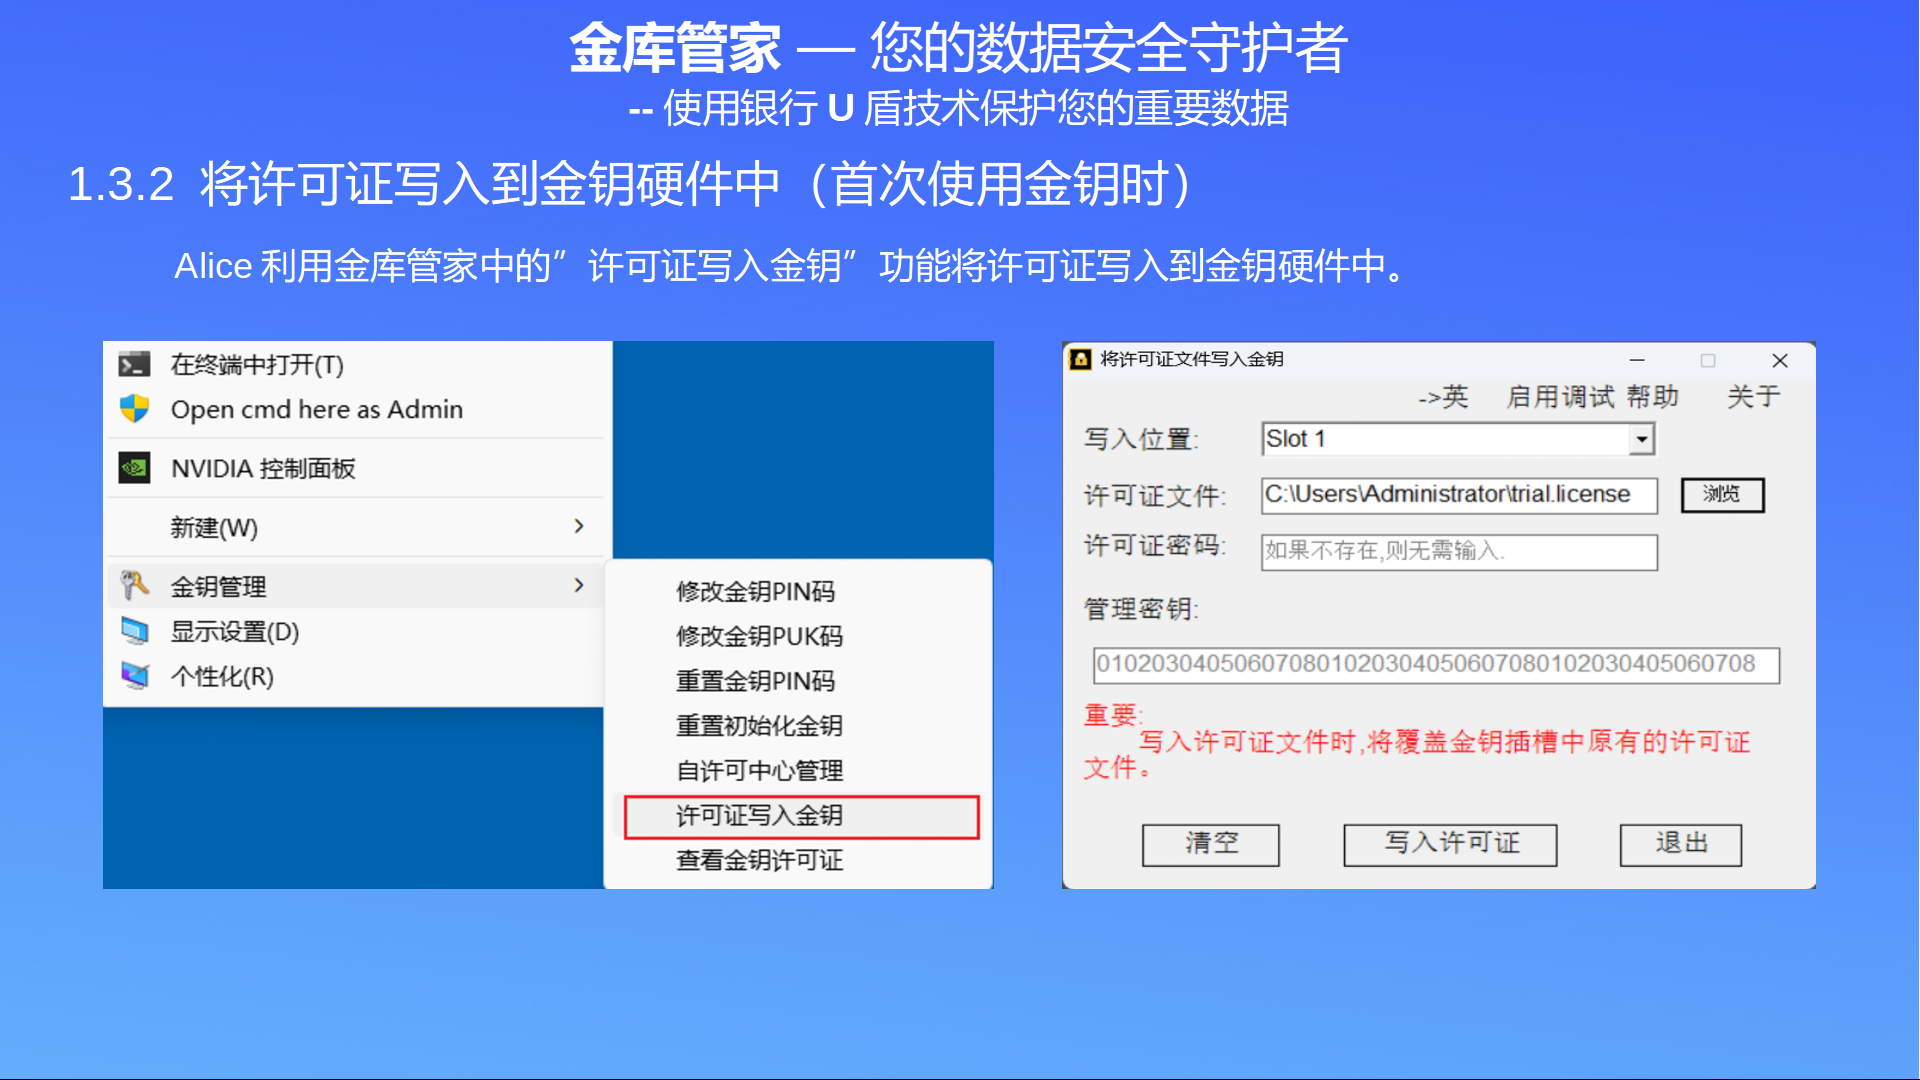 金库管家 — 您的数据安全守护者
-- 使用银行 U 盾技术保护您的重要数据
1.3.2 将许可证写入到金钥硬件中（首次使用金钥时）
Alice 利用金库管家中的”许可证写入金钥”功能将许可证写入到金钥硬件中。
在终端中打开(T)
Open cmd here as Admin
NVIDIA 控制面板
新建(W)
金钥管理
显示设置(D)
个性化(R)
修改金钥PIN码
修改金钥PUK码
重置金钥PIN码
重置初始化金钥
自许可中心管理
许可证写入金钥
查看金钥许可证
将许可证文件写入金钥
->英 启用调试 帮助 关于
写入位置: Slot 1
许可证文件: C:\Users\Administrator\trial.license 浏览
许可证密码: 如果不存在,则无需输入.
管理密钥:
010203040506070801020304050607080102030405060708
重要:
写入许可证文件时,将覆盖金钥插槽中原有的许可证
文件。
清空 写入许可证 退出